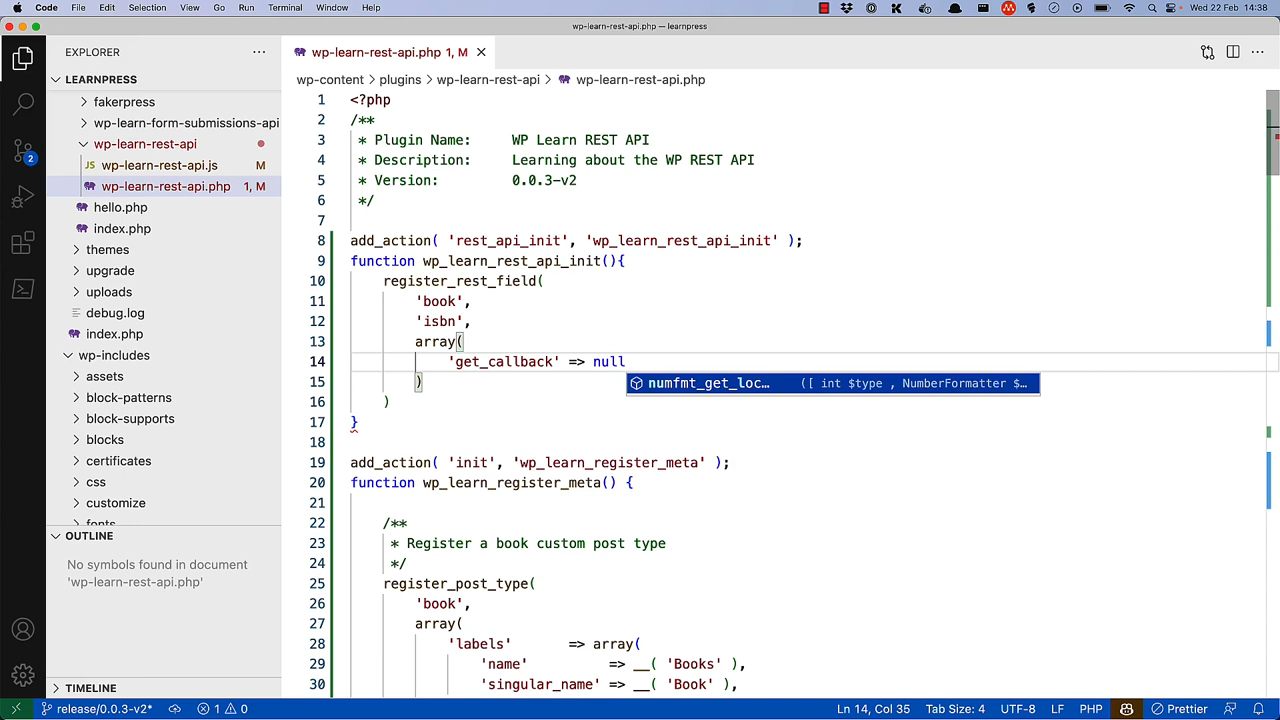 Code File Edit Selection View Go Run Terminal Window Help
Wed 22 Feb 14:38
wp-learn-rest-api.php — learnpress
EXPLORER
LEARNPRESS
fakerpress
wp-learn-form-submissions-api
wp-learn-rest-api
JS wp-learn-rest-api.js M
wp-learn-rest-api.php 1, M
hello.php
index.php
themes
upgrade
uploads
debug.log
index.php
wp-includes
assets
block-patterns
block-supports
blocks
certificates
css
customize
fonts
OUTLINE
No symbols found in document
'wp-learn-rest-api.php'
TIMELINE
2
wp-learn-rest-api.php 1, M
wp-content > plugins > wp-learn-rest-api > wp-learn-rest-api.php
1 <?php
2 /**
3 * Plugin Name: WP Learn REST API
4 * Description: Learning about the WP REST API
5 * Version: 0.0.3-v2
6 */
7
8 add_action( 'rest_api_init', 'wp_learn_rest_api_init' );
9 function wp_learn_rest_api_init(){
10 register_rest_field(
11 'book',
12 'isbn',
13 array(
14 'get_callback' => null
numfmt_get_loc… ([ int $type , NumberFormatter $…
15 )
16 )
17 }
18
19 add_action( 'init', 'wp_learn_register_meta' );
20 function wp_learn_register_meta() {
21
22 /**
23 * Register a book custom post type
24 */
25 register_post_type(
26 'book',
27 array(
28 'labels' => array(
29 'name' => __( 'Books' ),
30 'singular_name' => __( 'Book' ),
release/0.0.3-v2* 1 0 Ln 14, Col 35 Tab Size: 4 UTF-8 LF PHP Prettier